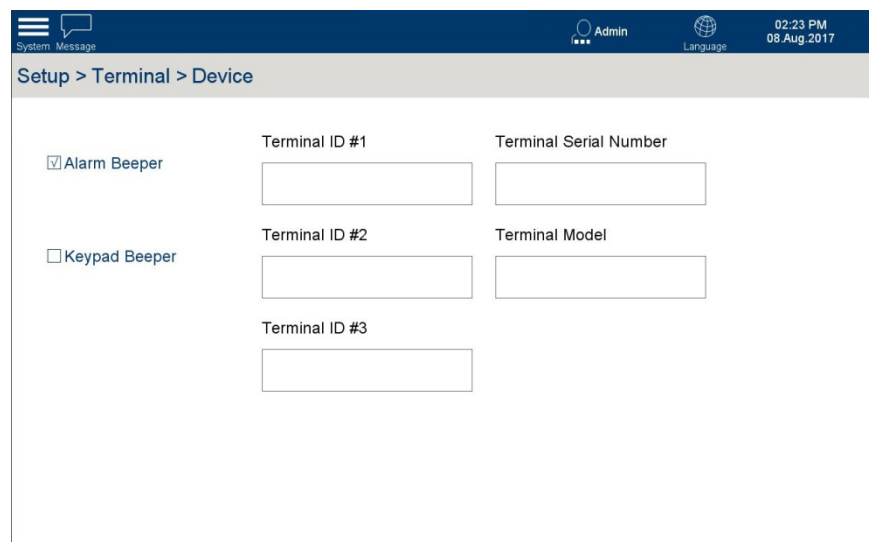 System Message
Admin
Language
02:23 PM
08.Aug.2017
Setup > Terminal > Device
Alarm Beeper
Terminal ID #1
Terminal Serial Number
Keypad Beeper
Terminal ID #2
Terminal Model
Terminal ID #3